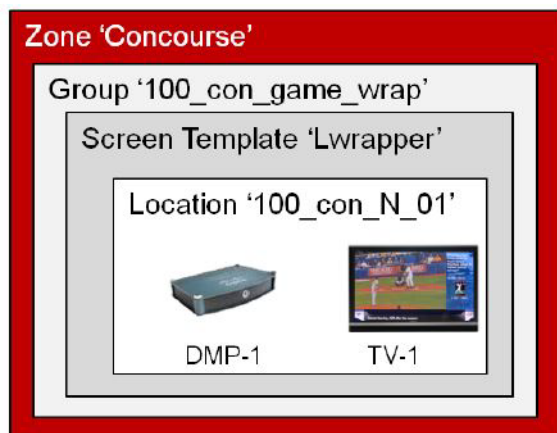 Zone ‘Concourse’
Group ‘100_con_game_wrap’
Screen Template ‘Lwrapper’
Location ‘100_con_N_01’
DMP-1 TV-1